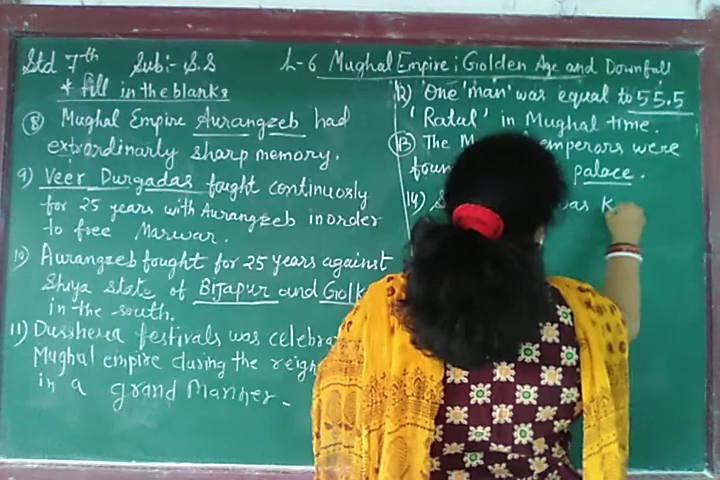 Std 7th Sub:- S.S L-6 Mughal Empire; Golden Age and Downfall
* Fill in the blanks
8) Mughal Empire Aurangzeb had
extrordinarly sharp memory.
9) Veer Durgadas fought continuosly
for 25 years with Aurangzeb inorder
to free Marwar.
10) Aurangzeb fought for 25 years against
Shiya state of Bijapur and Golk
in the south.
11) Dusshera festivals was celebra
Mughal empire during the reign
in a grand Manner.
12) 'One 'man' was equal to 55.5
'Ratal' in Mughal time.
13) The M emperors were
foun palace.
14) S was K